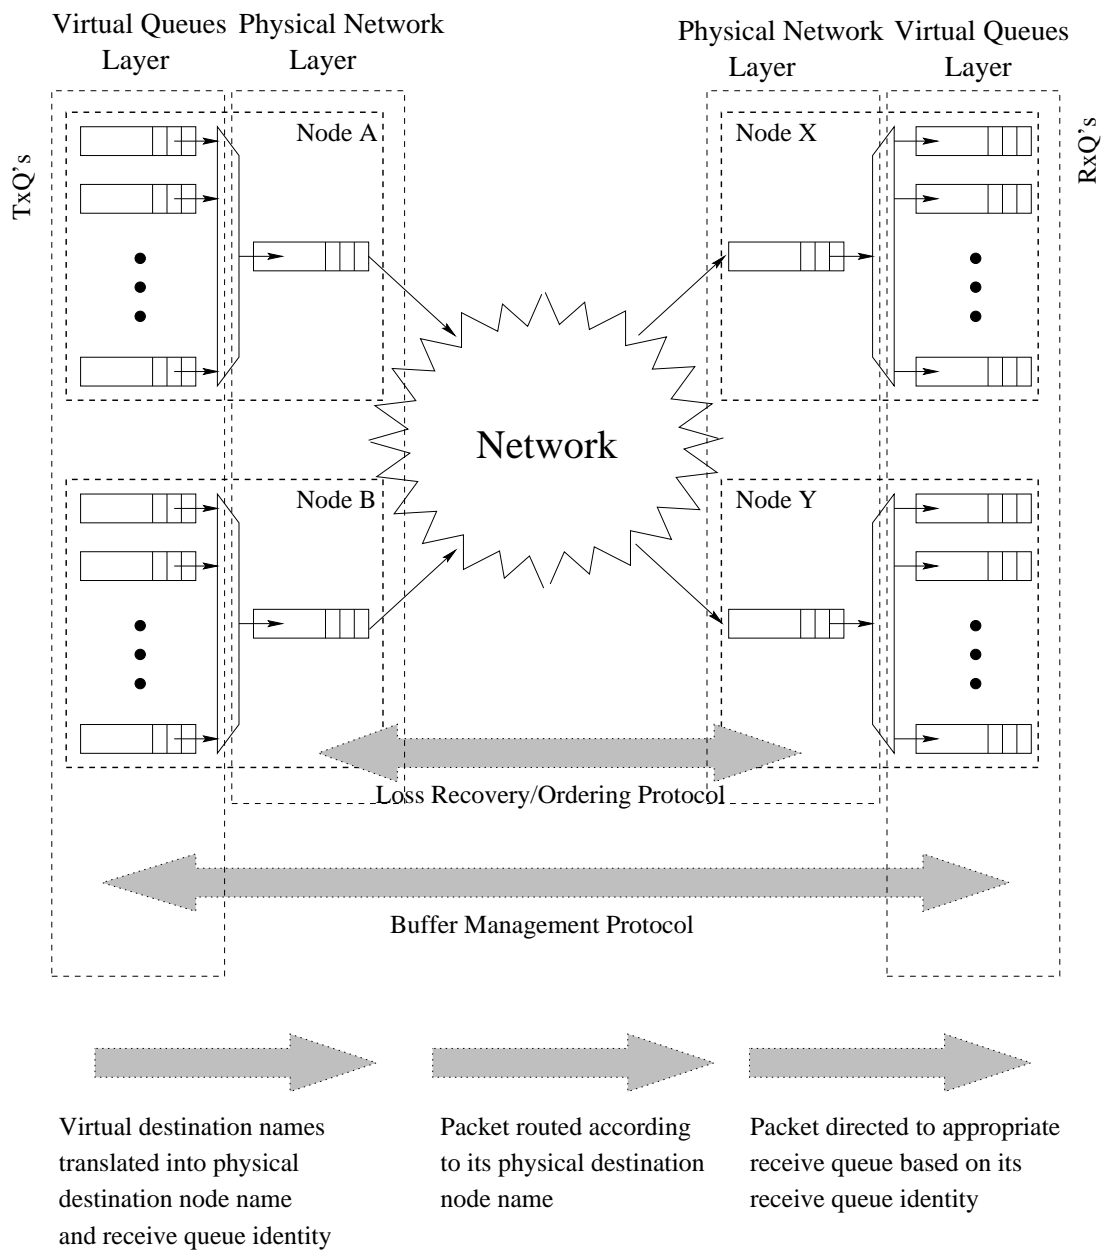 Virtual Queues
Layer
Physical Network
Layer
Physical Network
Layer
Virtual Queues
Layer
TxQ's
RxQ's
Node A
Node X
Network
Node B
Node Y
Loss Recovery/Ordering Protocol
Buffer Management Protocol
Virtual destination names
translated into physical
destination node name
and receive queue identity
Packet routed according
to its physical destination
node name
Packet directed to appropriate
receive queue based on its
receive queue identity